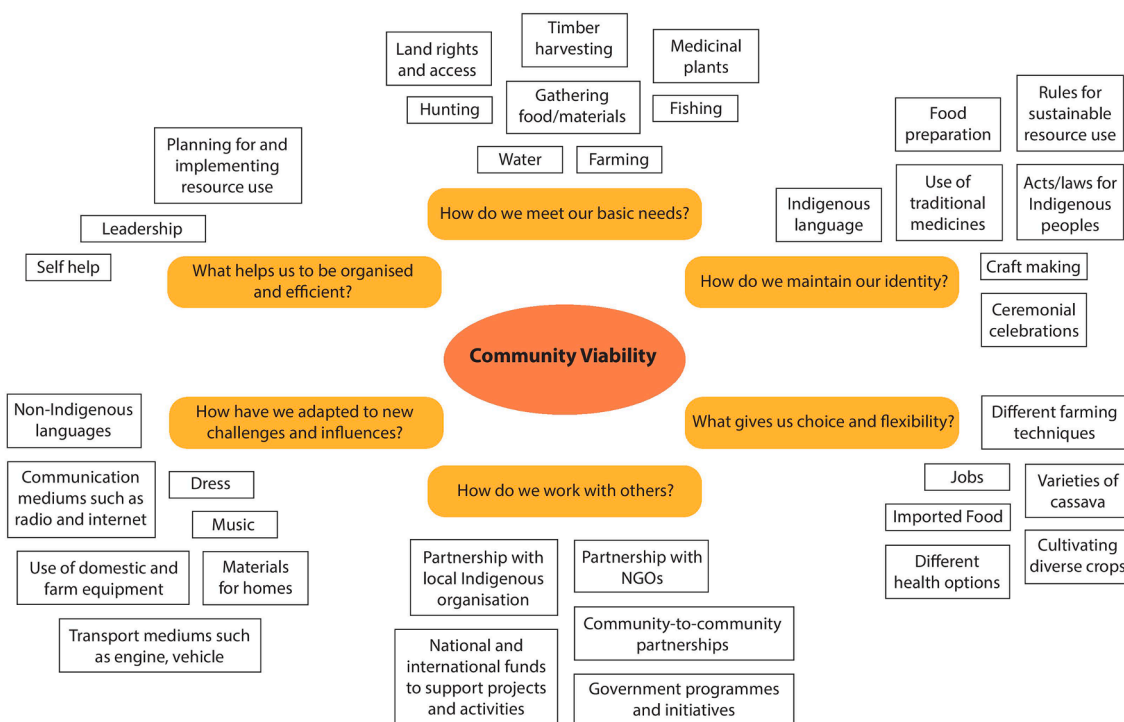 Land rights
and access
Timber
harvesting
Medicinal
plants
Hunting
Gathering
food/materials
Fishing
Water
Farming
How do we meet our basic needs?
Planning for and
implementing
resource use
Leadership
Self help
What helps us to be organised
and efficient?
Food
preparation
Rules for
sustainable
resource use
Indigenous
language
Use of
traditional
medicines
Acts/laws for
Indigenous
peoples
How do we maintain our identity?
Craft making
Ceremonial
celebrations
Community Viability
Non-Indigenous
languages
How have we adapted to new
challenges and influences?
Communication
mediums such as
radio and internet
Dress
Music
Use of domestic and
farm equipment
Materials
for homes
Transport mediums such
as engine, vehicle
How do we work with others?
Partnership with
local Indigenous
organisation
Partnership with
NGOs
National and
international funds
to support projects
and activities
Community-to-community
partnerships
Government programmes
and initiatives
What gives us choice and flexibility?
Different farming
techniques
Jobs
Varieties of
cassava
Imported Food
Different
health options
Cultivating
diverse crops